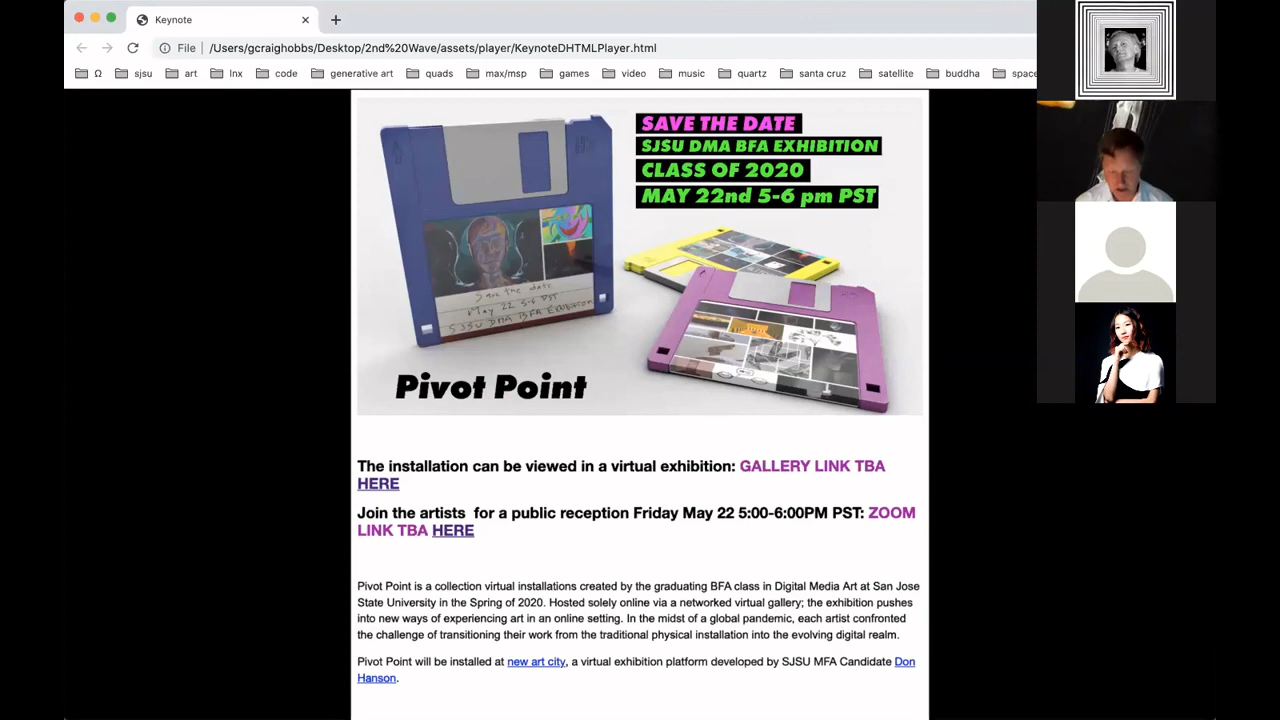 Keynote
File
/Users/gcraighobbs/Desktop/2nd%20Wave/assets/player/KeynoteDHTMLPlayer.html
Ω sjsu art lnx code generative art quads max/msp games video music quartz santa cruz satellite buddha space
SAVE THE DATE
SJSU DMA BFA EXHIBITION
CLASS OF 2020
MAY 22nd 5-6 pm PST
Save the date
May 22 5-6 PST
SJSU DMA BFA EXHIBITION
Pivot Point
The installation can be viewed in a virtual exhibition: GALLERY LINK TBA
HERE
Join the artists for a public reception Friday May 22 5:00-6:00PM PST: ZOOM
LINK TBA HERE
Pivot Point is a collection virtual installations created by the graduating BFA class in Digital Media Art at San Jose
State University in the Spring of 2020. Hosted solely online via a networked virtual gallery; the exhibition pushes
into new ways of experiencing art in an online setting. In the midst of a global pandemic, each artist confronted
the challenge of transitioning their work from the traditional physical installation into the evolving digital realm.
Pivot Point will be installed at new art city, a virtual exhibition platform developed by SJSU MFA Candidate Don
Hanson.